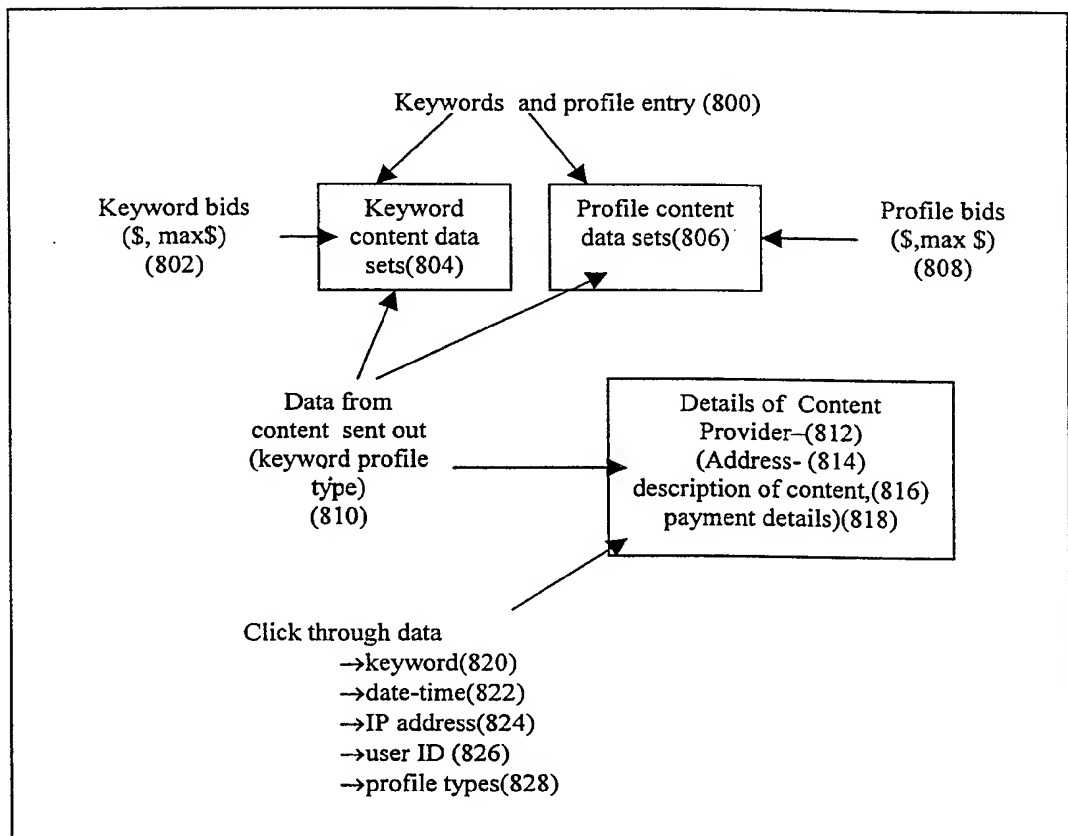 Keywords and profile entry (800)
Keyword bids
($, max$)
(802)
Keyword
content data
sets(804)
Profile content
data sets(806)
Profile bids
($,max $)
(808)
Data from
content sent out
(keyword profile
type)
(810)
Details of Content
Provider–(812)
(Address- (814)
description of content,(816)
payment details)(818)
Click through data
→keyword(820)
→date-time(822)
→IP address(824)
→user ID (826)
→profile types(828)